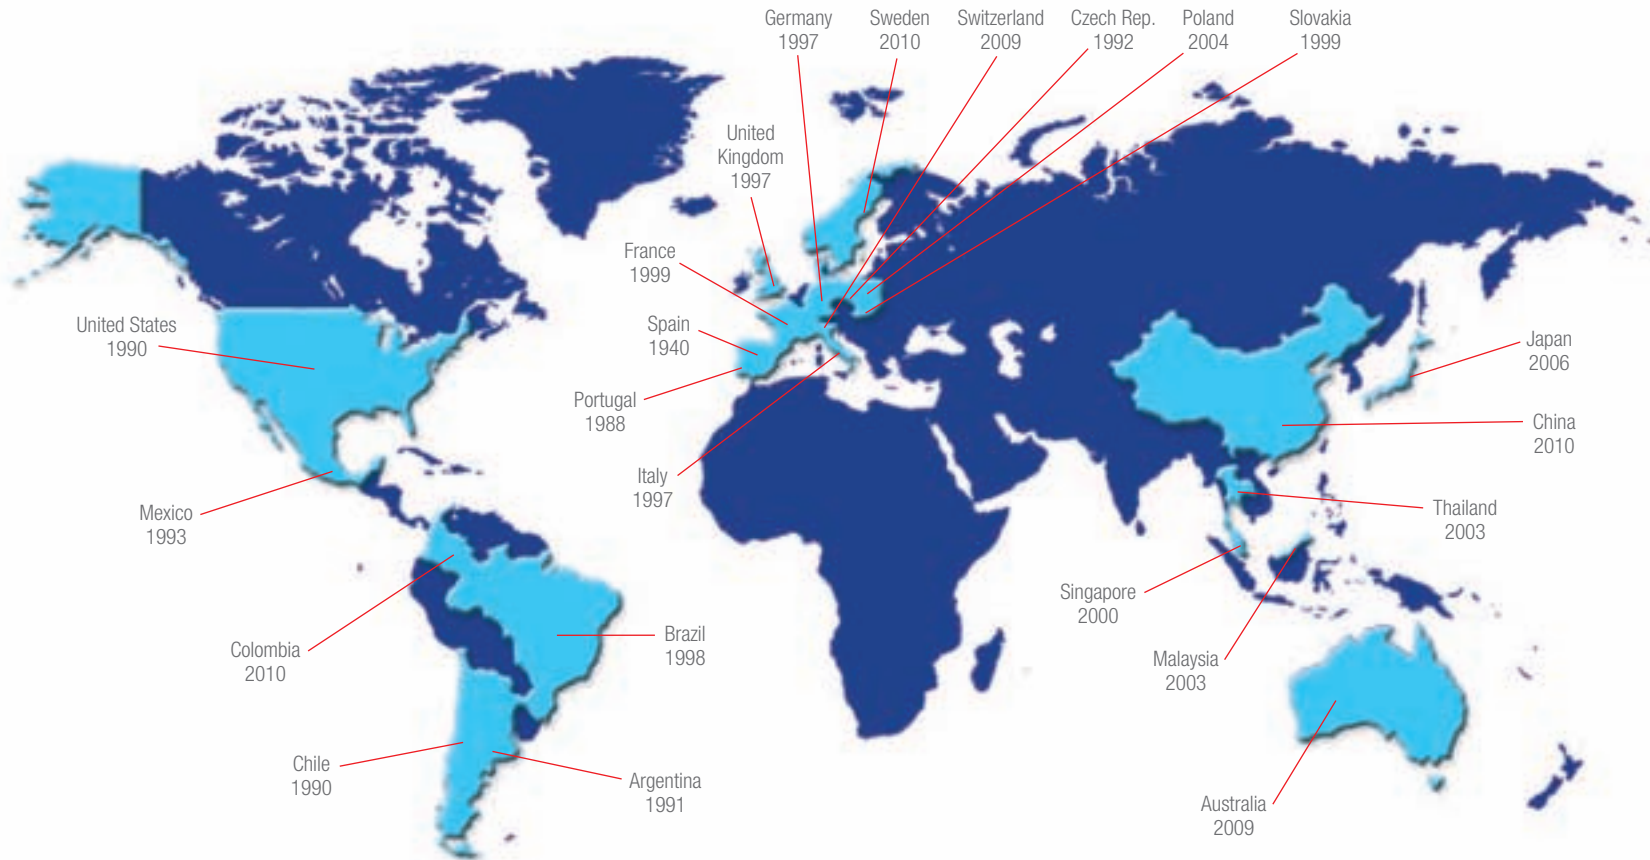 Germany
1997
Sweden
2010
Switzerland
2009
Czech Rep.
1992
Poland
2004
Slovakia
1999
United
Kingdom
1997
France
1999
United States
1990
Spain
1940
Japan
2006
Portugal
1988
China
2010
Italy
1997
Mexico
1993
Thailand
2003
Singapore
2000
Colombia
2010
Brazil
1998
Malaysia
2003
Chile
1990
Argentina
1991
Australia
2009